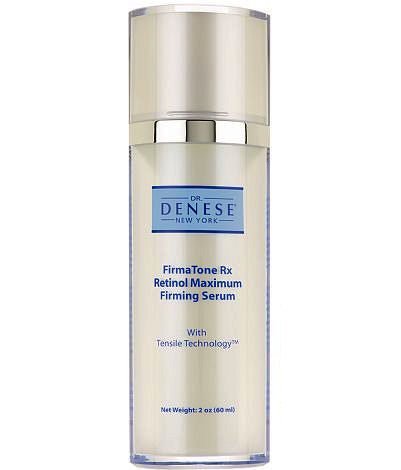 DR.
DENESE®
NEW YORK
FirmaTone Rx
Retinol Maximum
Firming Serum
With
Tensile Technology™
Net Weight: 2 oz (60 ml)